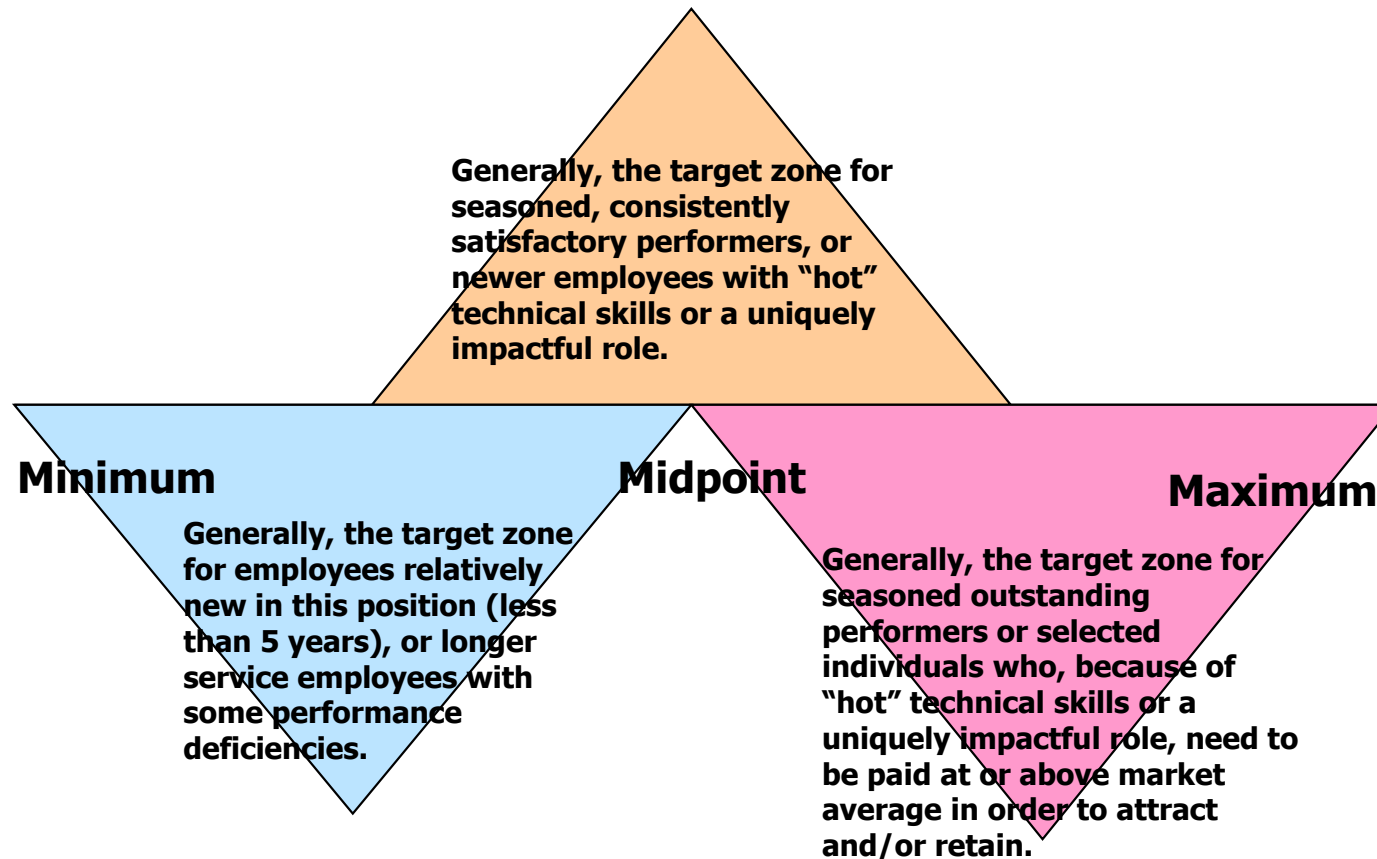 Generally, the target zone for
seasoned, consistently
satisfactory performers, or
newer employees with “hot”
technical skills or a uniquely
impactful role.
Minimum
Midpoint
Maximum
Generally, the target zone
for employees relatively
new in this position (less
than 5 years), or longer
service employees with
some performance
deficiencies.
Generally, the target zone for
seasoned outstanding
performers or selected
individuals who, because of
“hot” technical skills or a
uniquely impactful role, need to
be paid at or above market
average in order to attract
and/or retain.